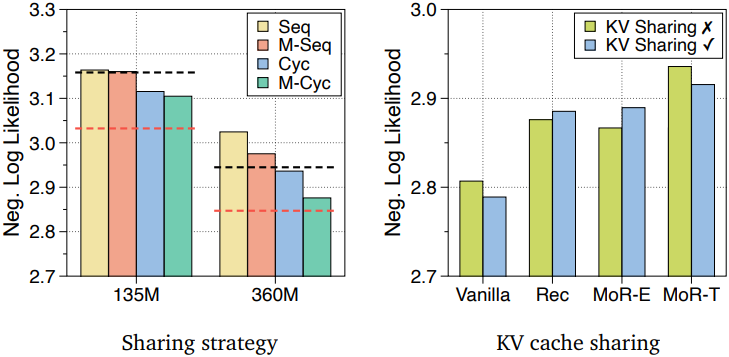 Neg. Log Likelihood
3.3
3.2
3.1
3.0
2.9
2.8
2.7
Seq
M-Seq
Cyc
M-Cyc
135M
360M
Sharing strategy
Neg. Log Likelihood
3.0
2.9
2.8
2.7
KV Sharing ✗
KV Sharing ✓
Vanilla
Rec
MoR-E
MoR-T
KV cache sharing